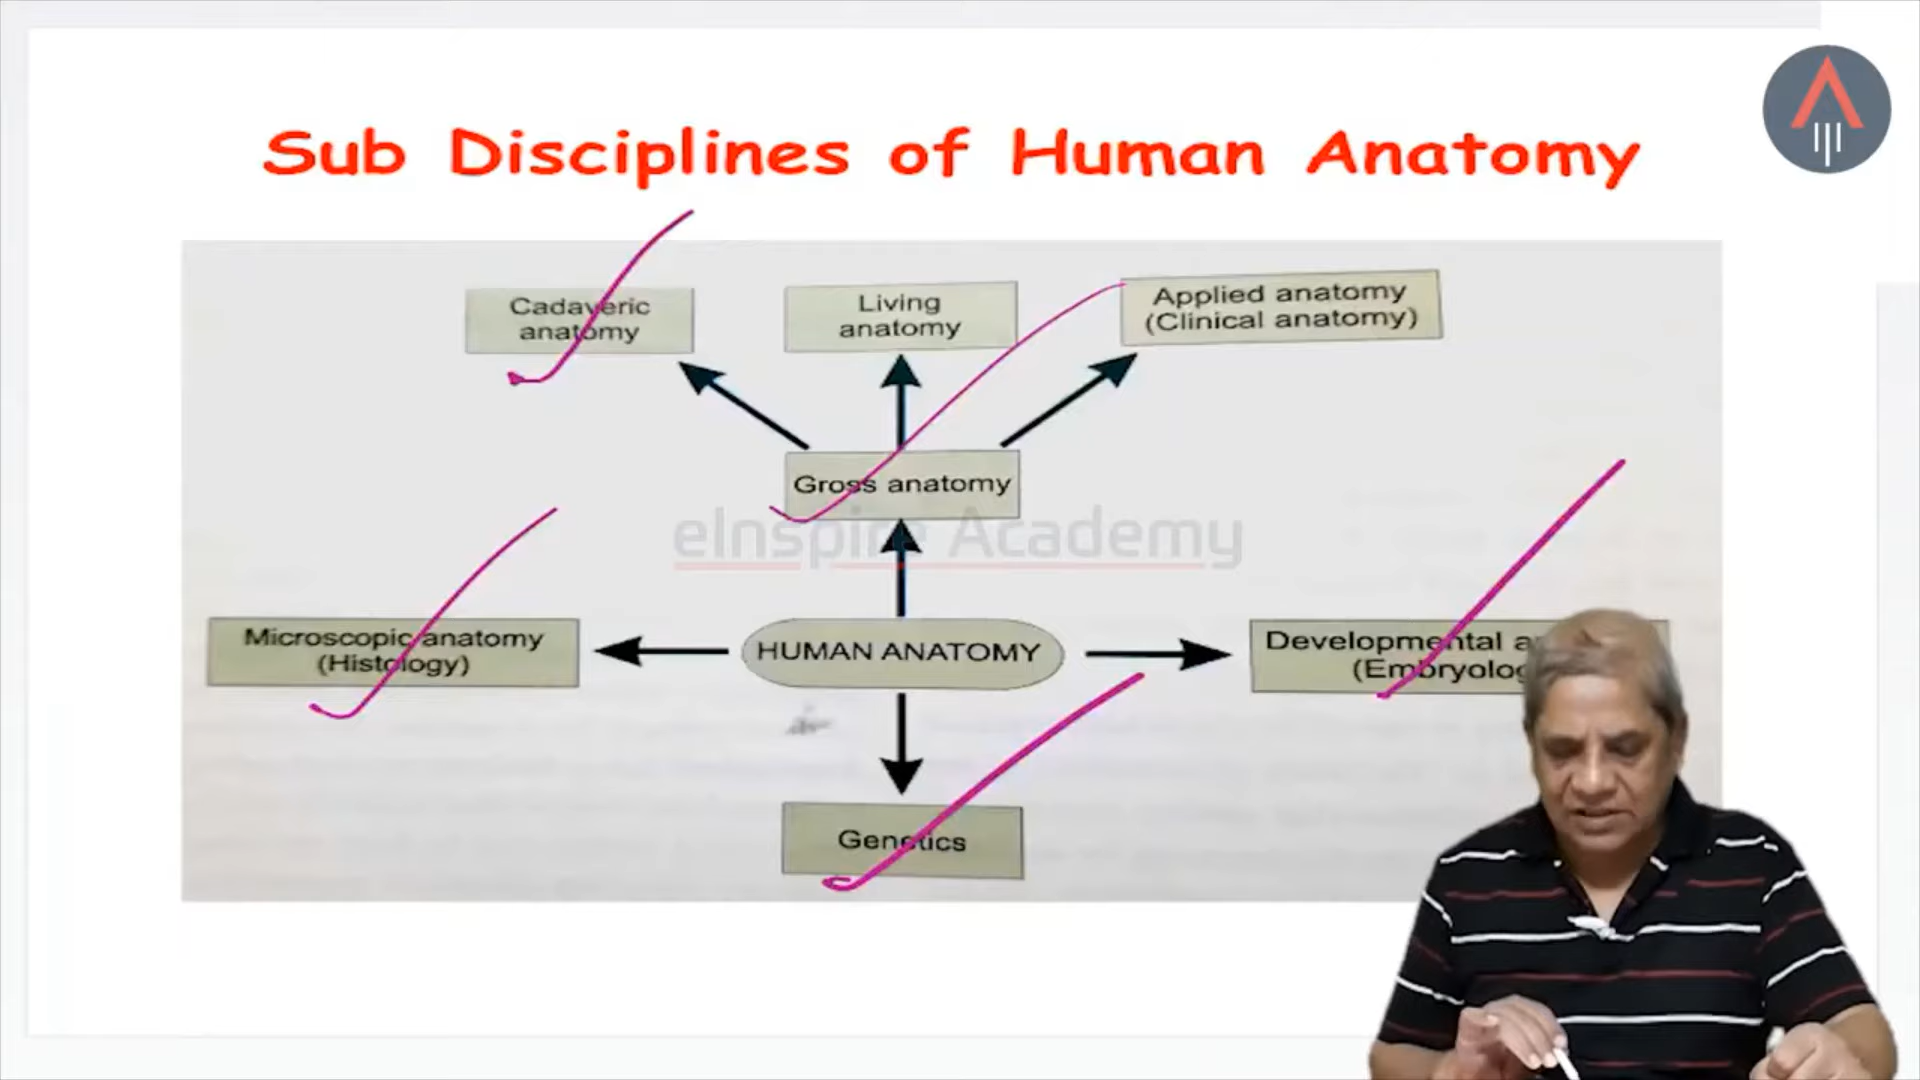 Sub Disciplines of Human Anatomy
Cadaveric
anatomy
Living
anatomy
Applied anatomy
(Clinical anatomy)
Gross anatomy
eInspire Academy
Microscopic anatomy
(Histology)
HUMAN ANATOMY
Developmental
Genetics